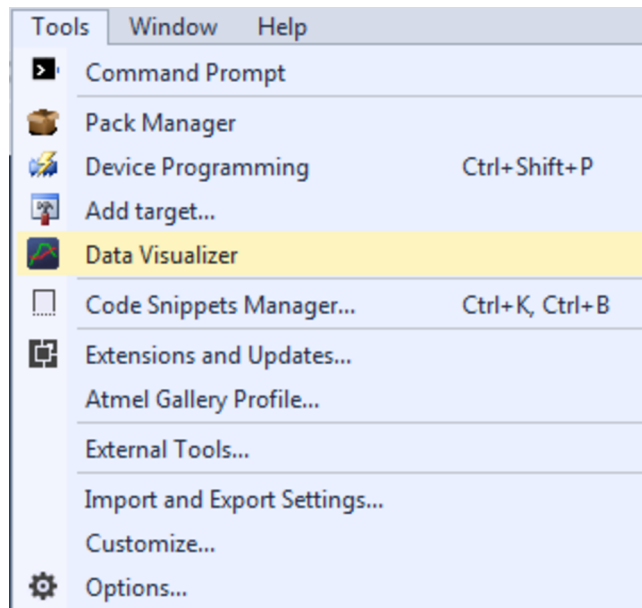 Tools Window Help
Command Prompt
Pack Manager
Device Programming Ctrl+Shift+P
Add target...
Data Visualizer
Code Snippets Manager... Ctrl+K, Ctrl+B
Extensions and Updates...
Atmel Gallery Profile...
External Tools...
Import and Export Settings...
Customize...
Options...